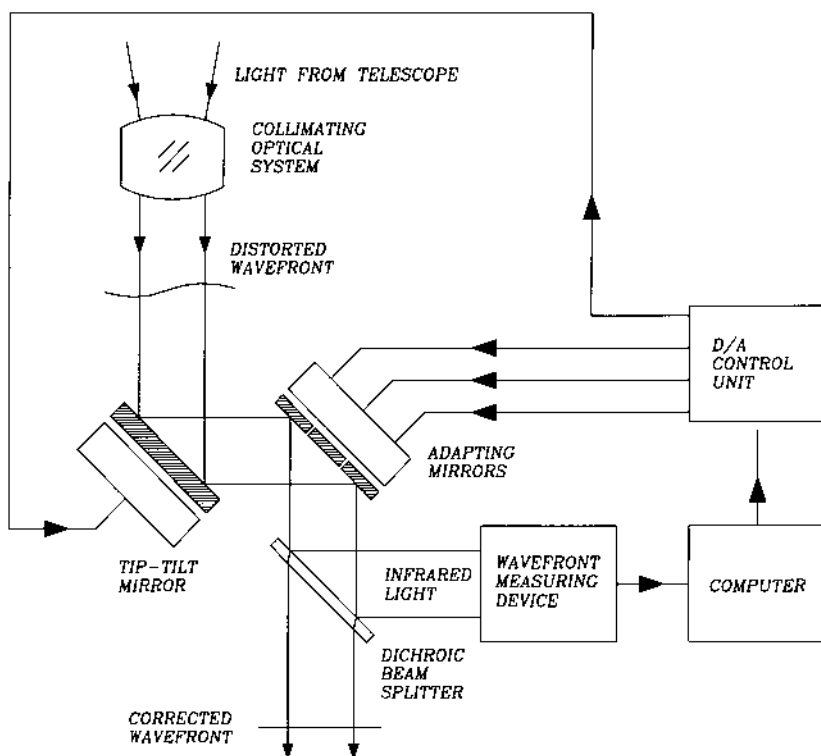 LIGHT FROM TELESCOPE
COLLIMATING
OPTICAL
SYSTEM
DISTORTED
WAVEFRONT
D/A
CONTROL
UNIT
ADAPTING
MIRRORS
TIP-TILT
MIRROR
INFRARED
LIGHT
WAVEFRONT
MEASURING
DEVICE
COMPUTER
DICHROIC
BEAM
SPLITTER
CORRECTED
WAVEFRONT